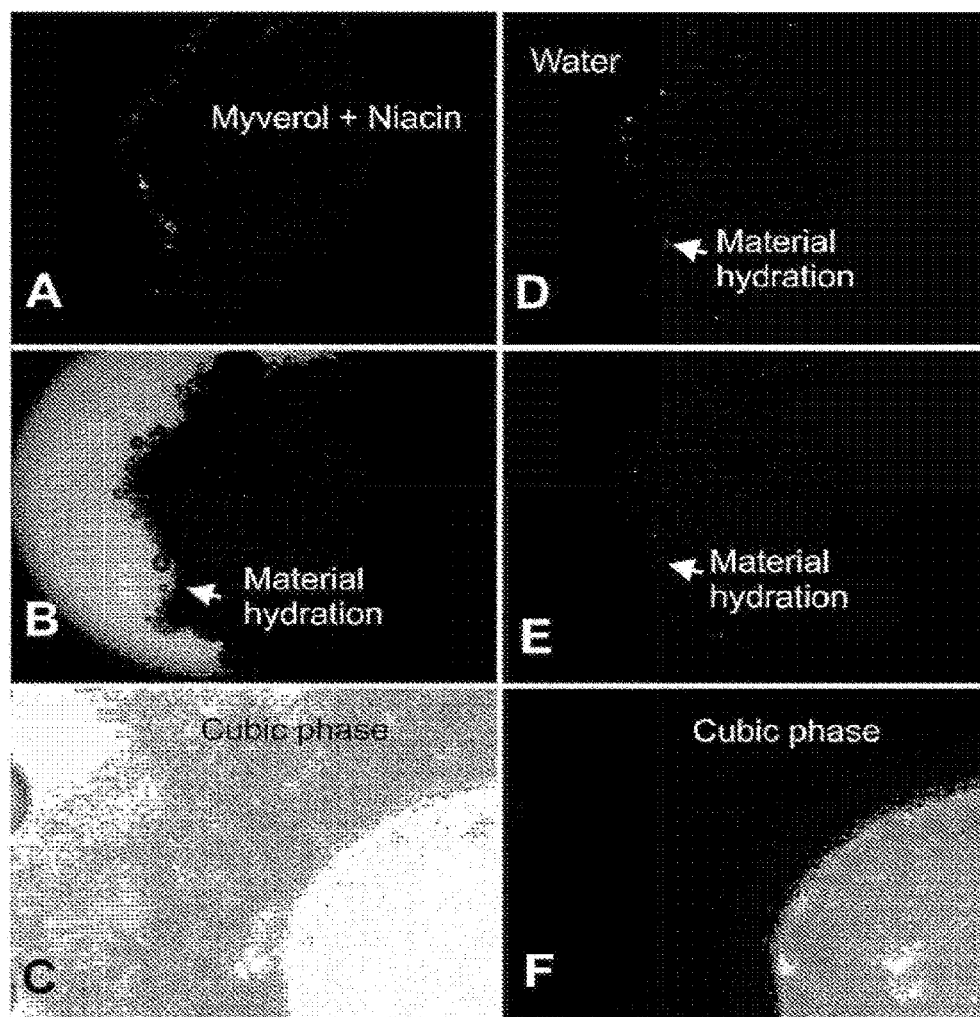 Myverol + Niacin
A
Water
Material
hydration
D
Material
hydration
B
Material
hydration
E
Cubic phase
C
Cubic phase
F